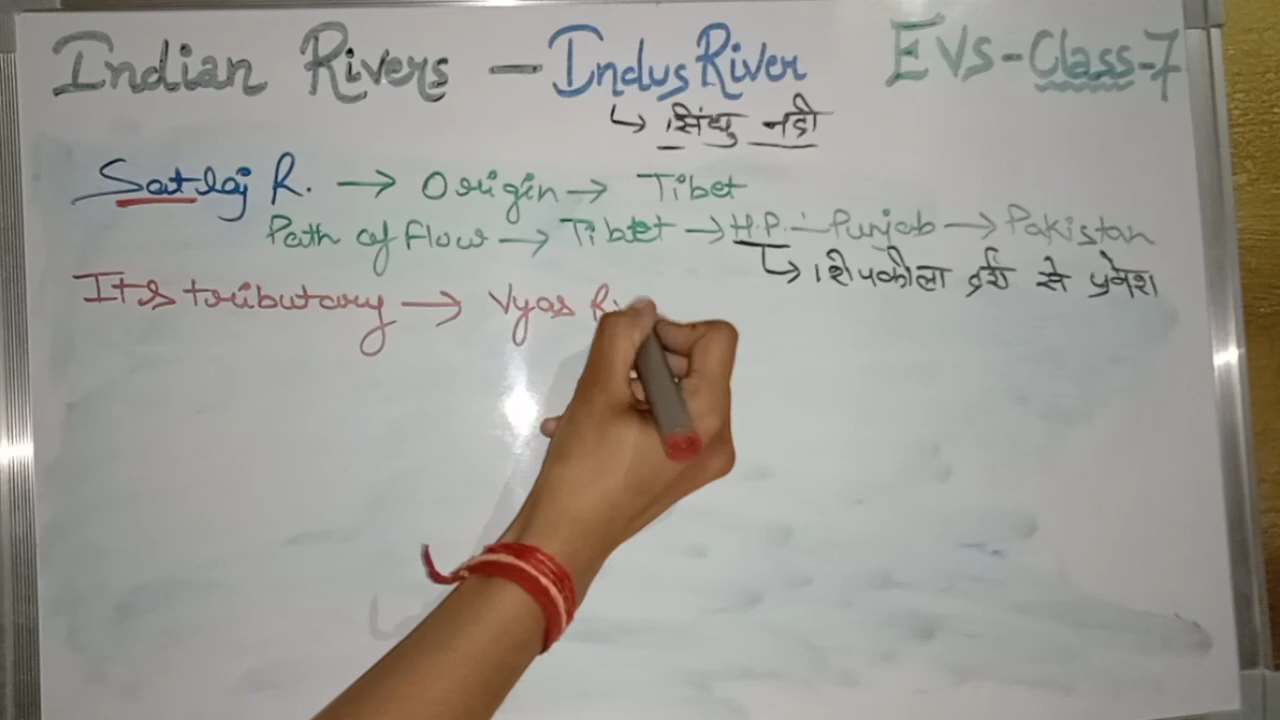 Indian Rivers - Indus River EVS-Class-7
↳ सिंधु नदी
Satlaj R. → Origin → Tibet
Path of flow → Tibet → H.P. - Punjab → Pakistan
↳ शिपकीला दर्रा से प्रवेश
Its tributary → Vyas